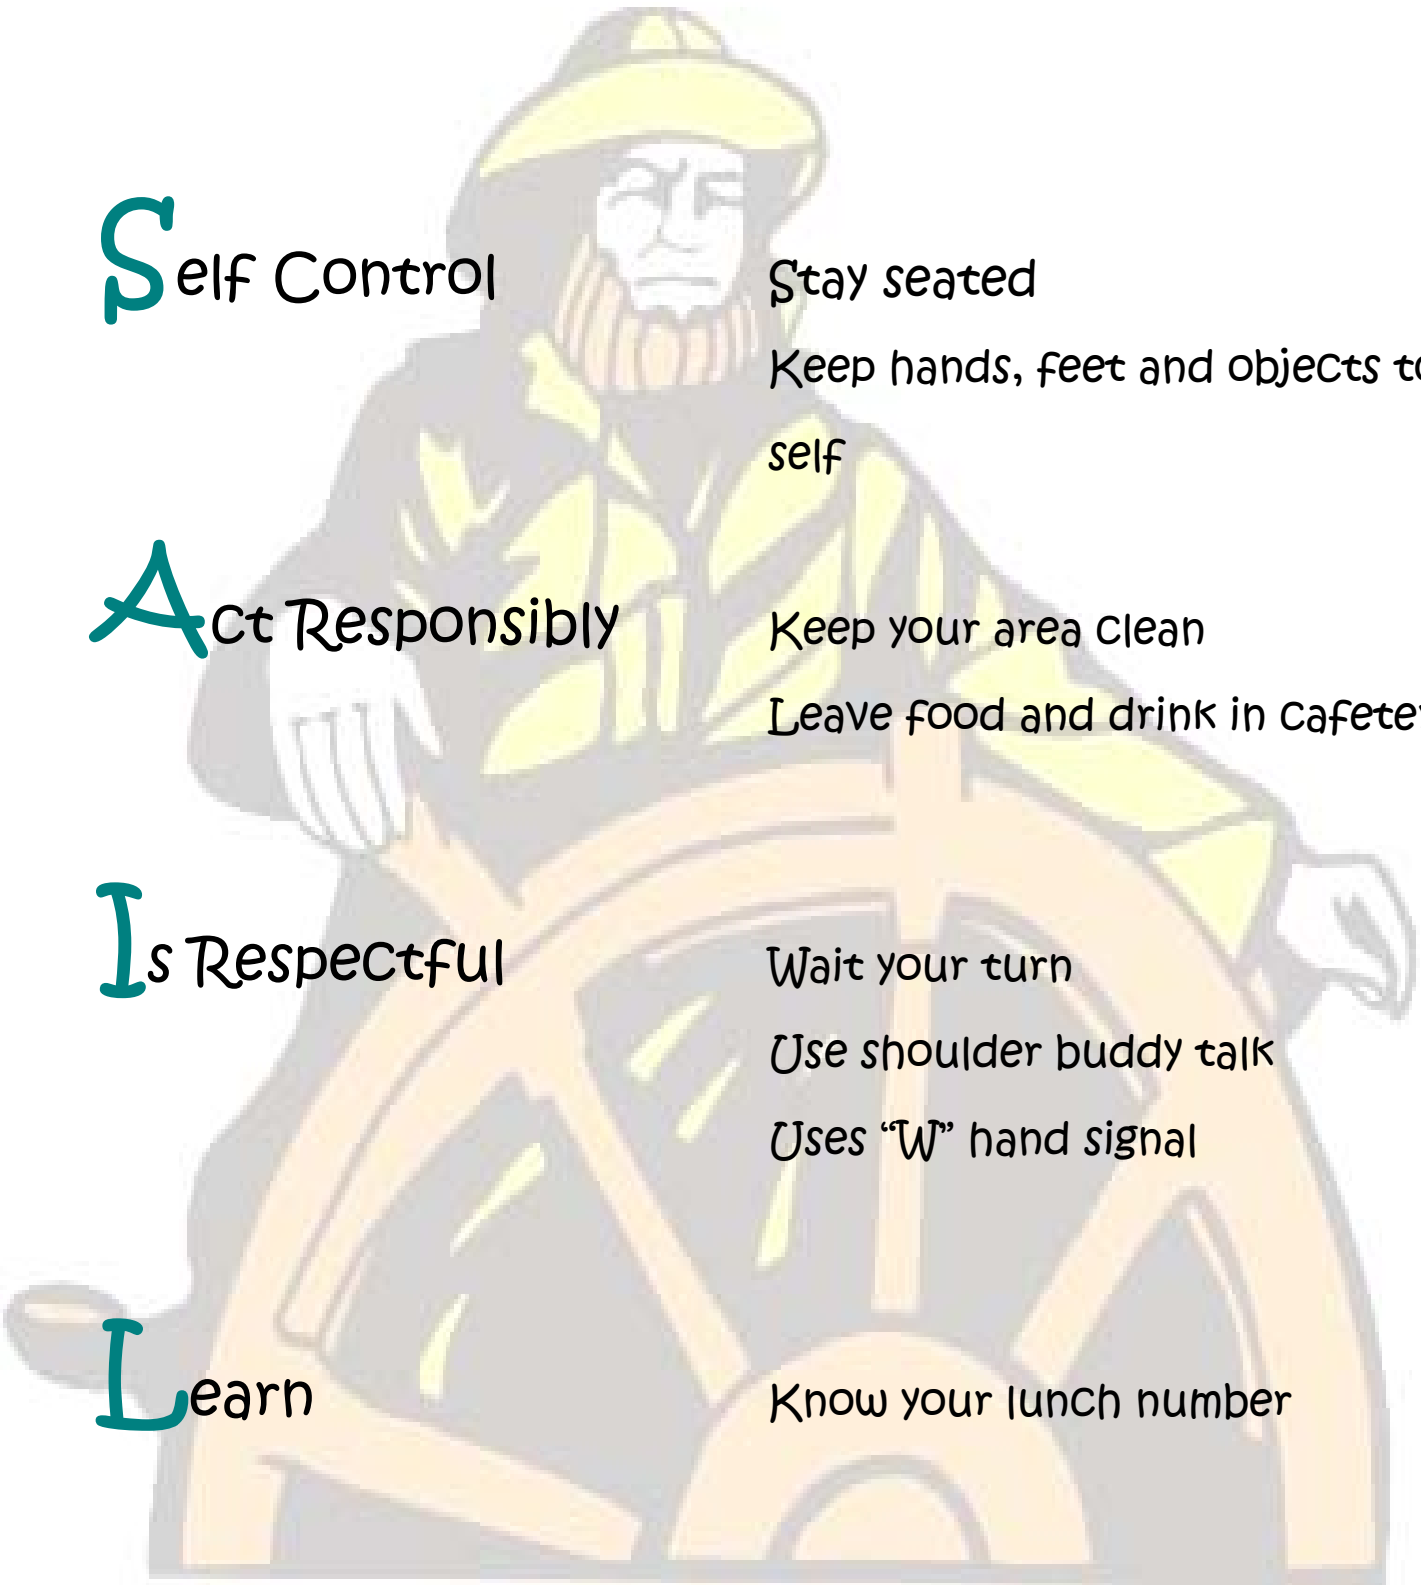 Self Control Stay seated
Keep hands, feet and objects
self
Act Responsibly Keep your area clean
Leave food and drink in
Is Respectful Wait your turn
Use shoulder buddy talk
Uses “W” hand signal
Learn Know your lunch number